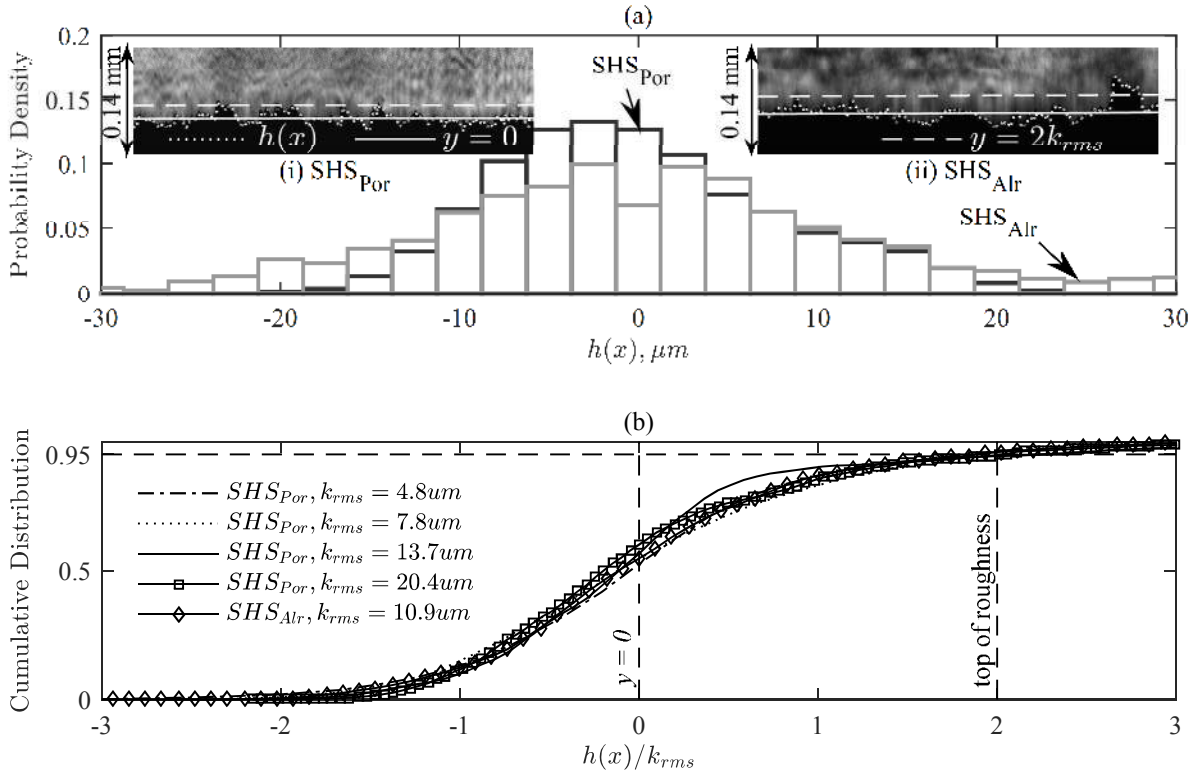 (a)
0.2
0.15
0.1
0.05
0
Probability Density
0.14 mm
h(x)
y = 0
(i) SHS_Por
SHS_Por
0.14 mm
y = 2k_rms
(ii) SHS_Alr
SHS_Alr
-30
-20
-10
0
10
20
30
h(x), μm
(b)
0.95
0.5
0
Cumulative Distribution
SHS_Por, k_rms = 4.8um
SHS_Por, k_rms = 7.8um
SHS_Por, k_rms = 13.7um
SHS_Por, k_rms = 20.4um
SHS_Alr, k_rms = 10.9um
y = 0
top of roughness
-3
-2
-1
0
1
2
3
h(x)/k_rms